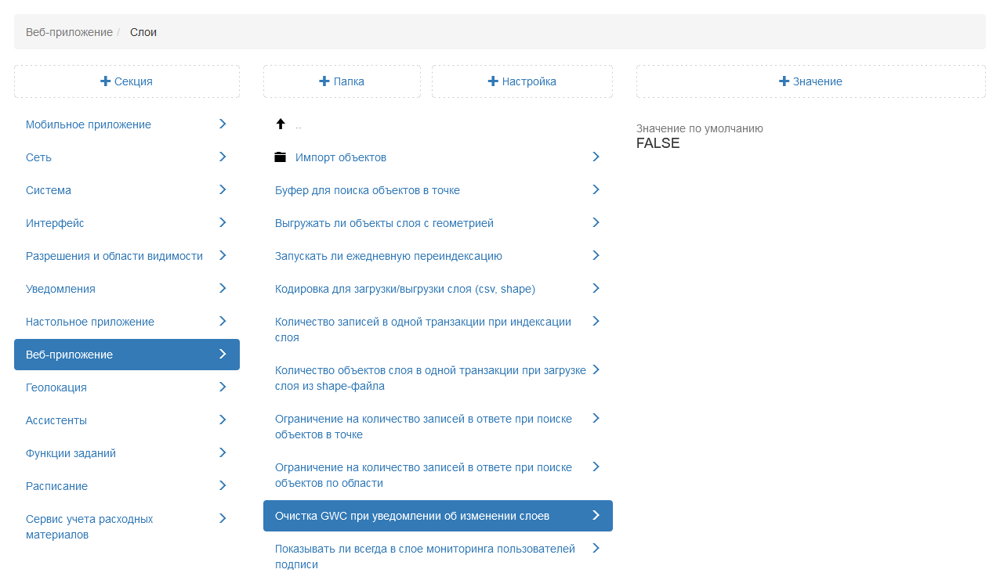 Веб-приложение / Слои
Секция
Папка
Настройка
Значение
Мобильное приложение
Сеть
Система
Интерфейс
Разрешения и области видимости
Уведомления
Настольное приложение
Веб-приложение
Геолокация
Ассистенты
Функции заданий
Расписание
Сервис учета расходных
материалов
..
Импорт объектов
Буфер для поиска объектов в точке
Выгружать ли объекты слоя с геометрией
Запускать ли ежедневную переиндексацию
Кодировка для загрузки/выгрузки слоя (csv, shape)
Количество записей в одной транзакции при индексации
слоя
Количество объектов слоя в одной транзакции при загрузке
слоя из shape-файла
Ограничение на количество записей в ответе при поиске
объектов в точке
Ограничение на количество записей в ответе при поиске
объектов по области
Очистка GWC при уведомлении об изменении слоев
Показывать ли всегда в слое мониторинга пользователей
подписи
Значение по умолчанию
FALSE